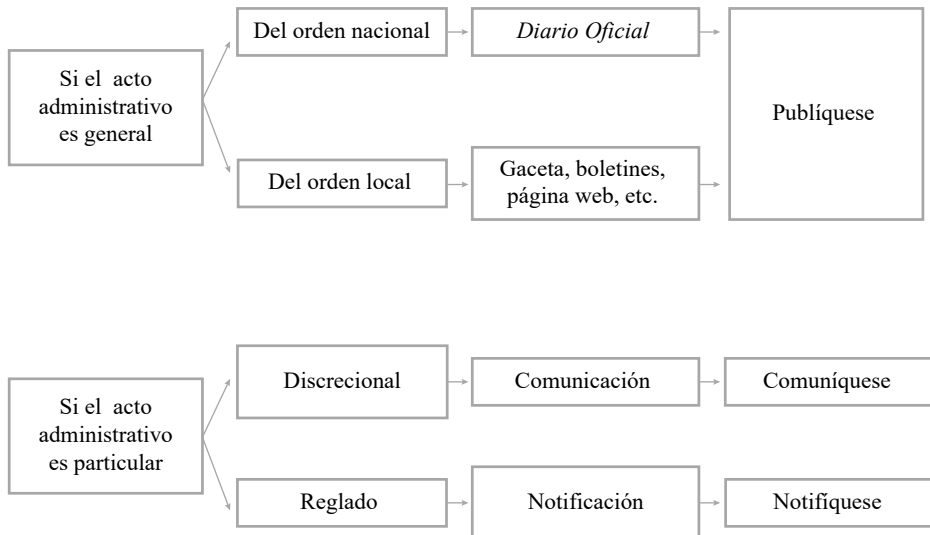 Si el acto
administrativo
es general
Del orden nacional
Diario Oficial
Publíquese
Del orden local
Gaceta, boletines,
página web, etc.
Si el acto
administrativo
es particular
Discrecional
Comunicación
Comuníquese
Reglado
Notificación
Notifíquese